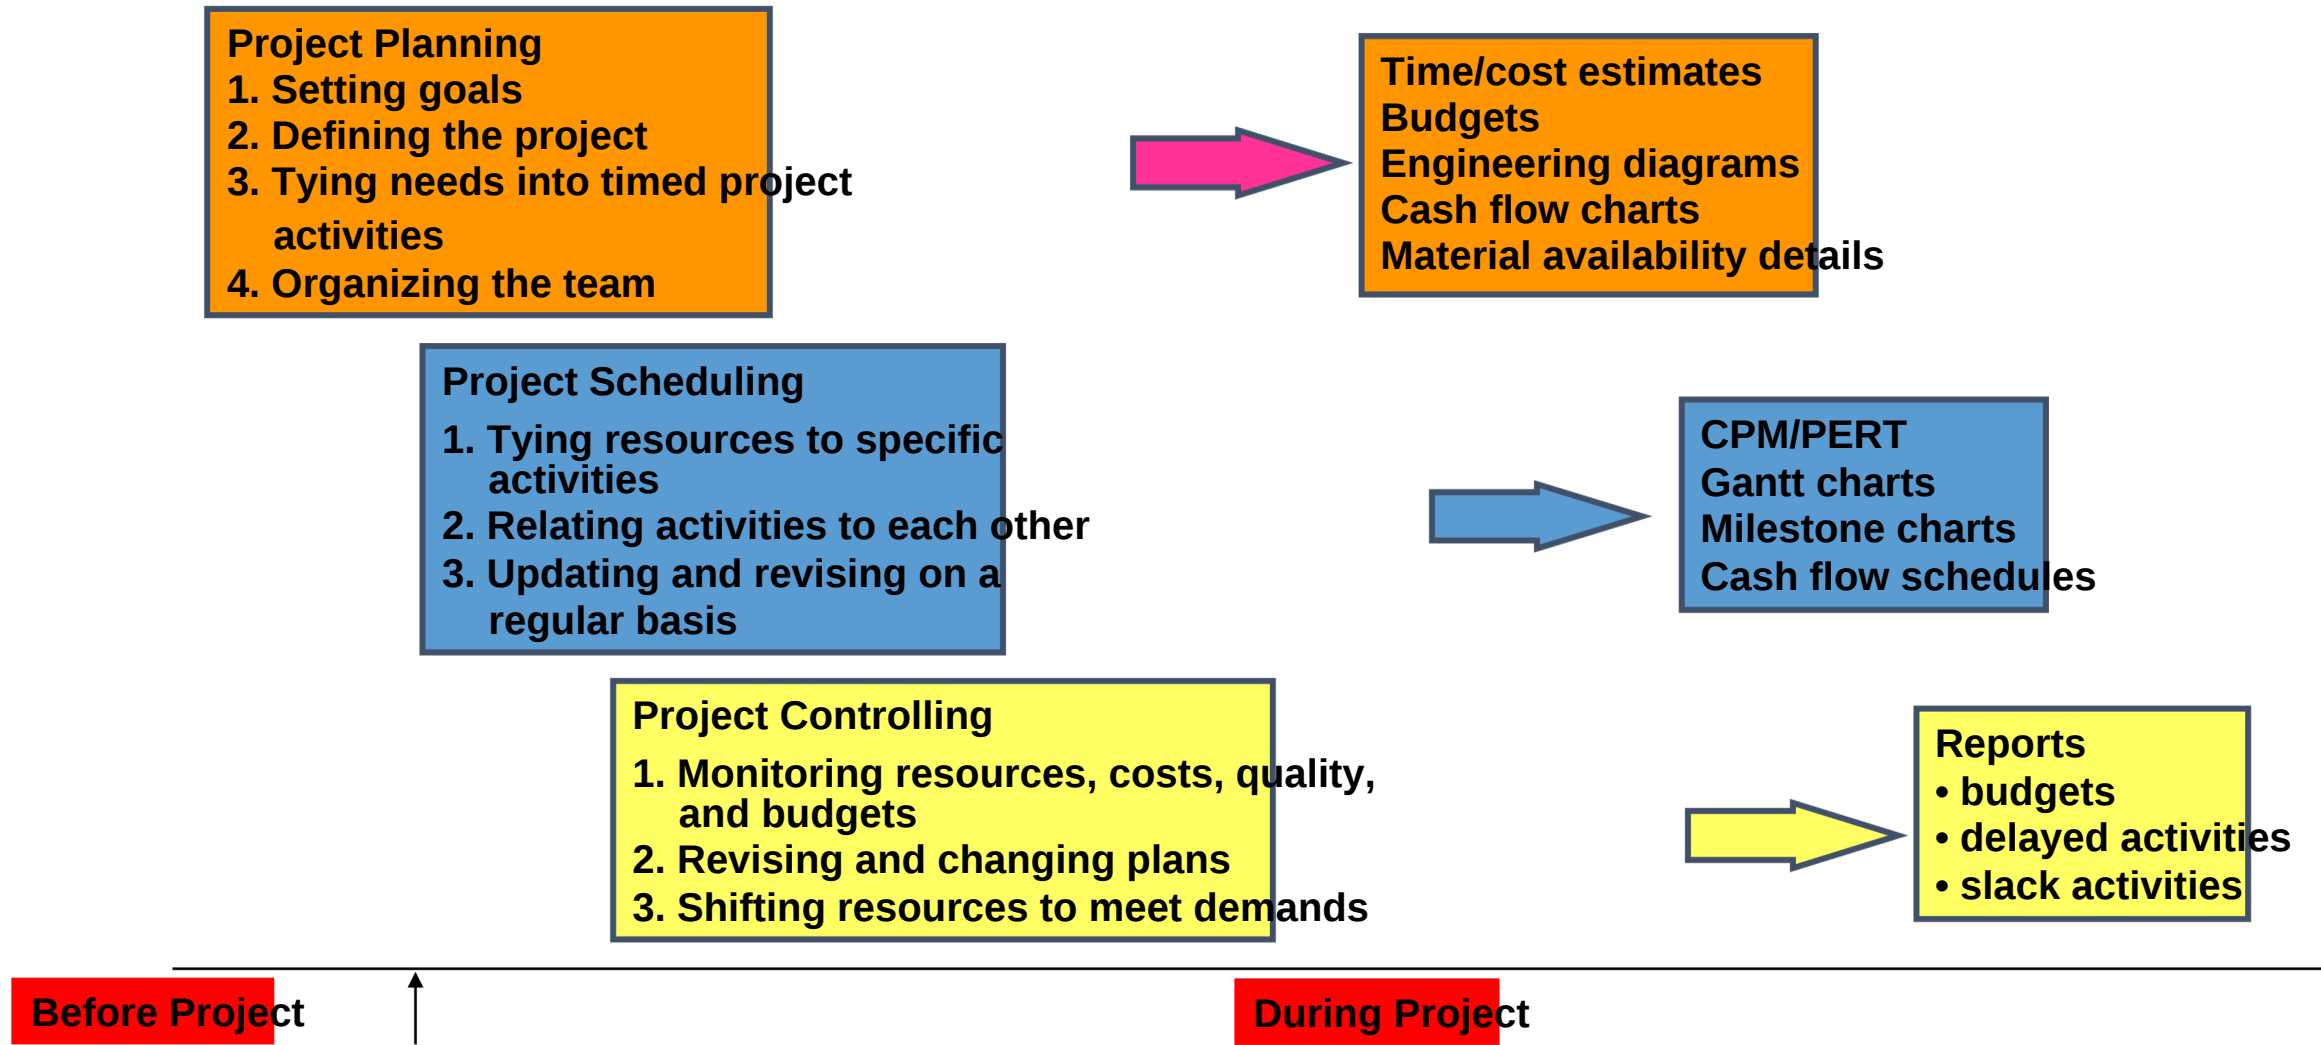 Project Planning
1. Setting goals
2. Defining the project
3. Tying needs into timed project
activities
4. Organizing the team
Time/cost estimates
Budgets
Engineering diagrams
Cash flow charts
Material availability details
Project Scheduling
1. Tying resources to specific
activities
2. Relating activities to each other
3. Updating and revising on a
regular basis
CPM/PERT
Gantt charts
Milestone charts
Cash flow schedules
Project Controlling
1. Monitoring resources, costs, quality,
and budgets
2. Revising and changing plans
3. Shifting resources to meet demands
Reports
• budgets
• delayed activities
• slack activities
Before Project
During Project